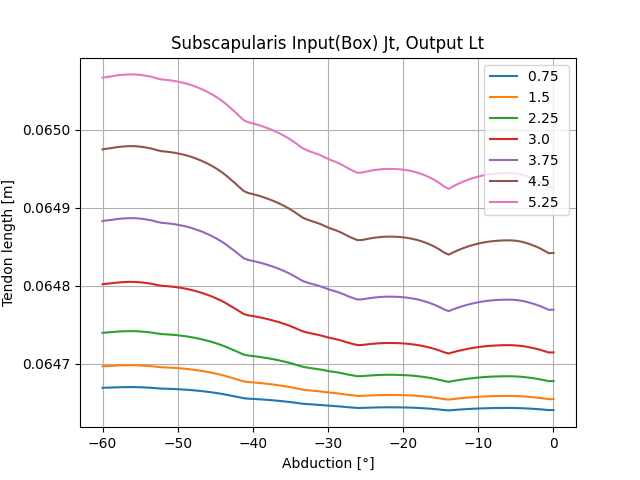 Subscapularis Input(Box) Jt, Output Lt
0.75
1.5
2.25
3.0
3.75
4.5
5.25
0.0650
0.0649
0.0648
0.0647
Tendon length [m]
−60 −50 −40 −30 −20 −10 0
Abduction [°]